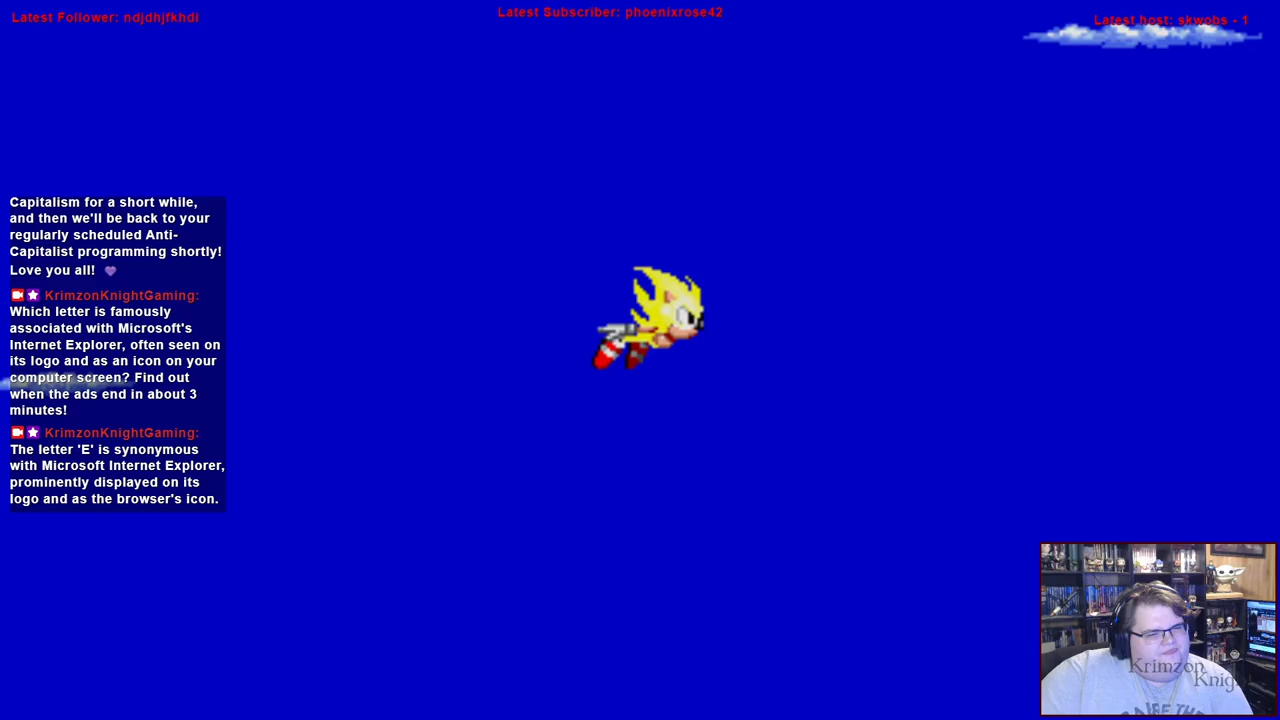 Latest Follower: ndjdhjfkhdi
Latest Subscriber: phoenixrose42
Latest host: skwobs - 1
Capitalism for a short while,
and then we'll be back to your
regularly scheduled Anti-
Capitalist programming shortly!
Love you all! 💜
KrimzonKnightGaming:
Which letter is famously
associated with Microsoft's
Internet Explorer, often seen on
its logo and as an icon on your
computer screen? Find out
when the ads end in about 3
minutes!
KrimzonKnightGaming:
The letter 'E' is synonymous
with Microsoft Internet Explorer,
prominently displayed on its
logo and as the browser's icon.
Krimzon